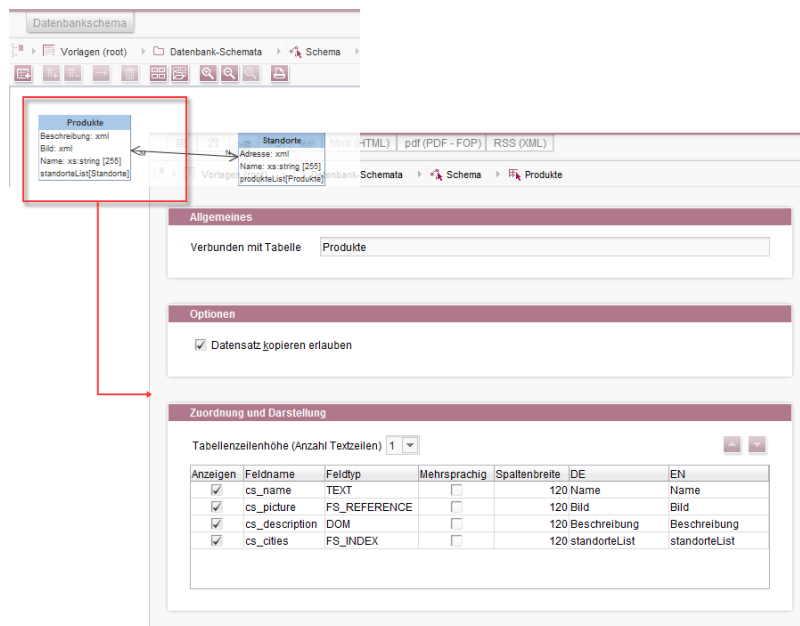 Datenbankschema
Vorlagen (root) Datenbank-Schemata Schema
Produkte
Beschreibung: xml
Bild: xml
Name: xs:string [255]
standorteList[Standorte]
M
N
Standorte
Adresse: xml
Name: xs:string [255]
produkteList[Produkte]
(HTML) pdf (PDF - FOP) RSS (XML)
Vorlagen Schemata Schema Produkte
Allgemeines
Verbunden mit Tabelle Produkte
Optionen
Datensatz kopieren erlauben
Zuordnung und Darstellung
Tabellenzeilenhöhe (Anzahl Textzeilen) 1
Anzeigen Feldname Feldtyp Mehrsprachig Spaltenbreite DE EN
cs_name TEXT 120 Name Name
cs_picture FS_REFERENCE 120 Bild Bild
cs_description DOM 120 Beschreibung Beschreibung
cs_cities FS_INDEX 120 standorteList standorteList